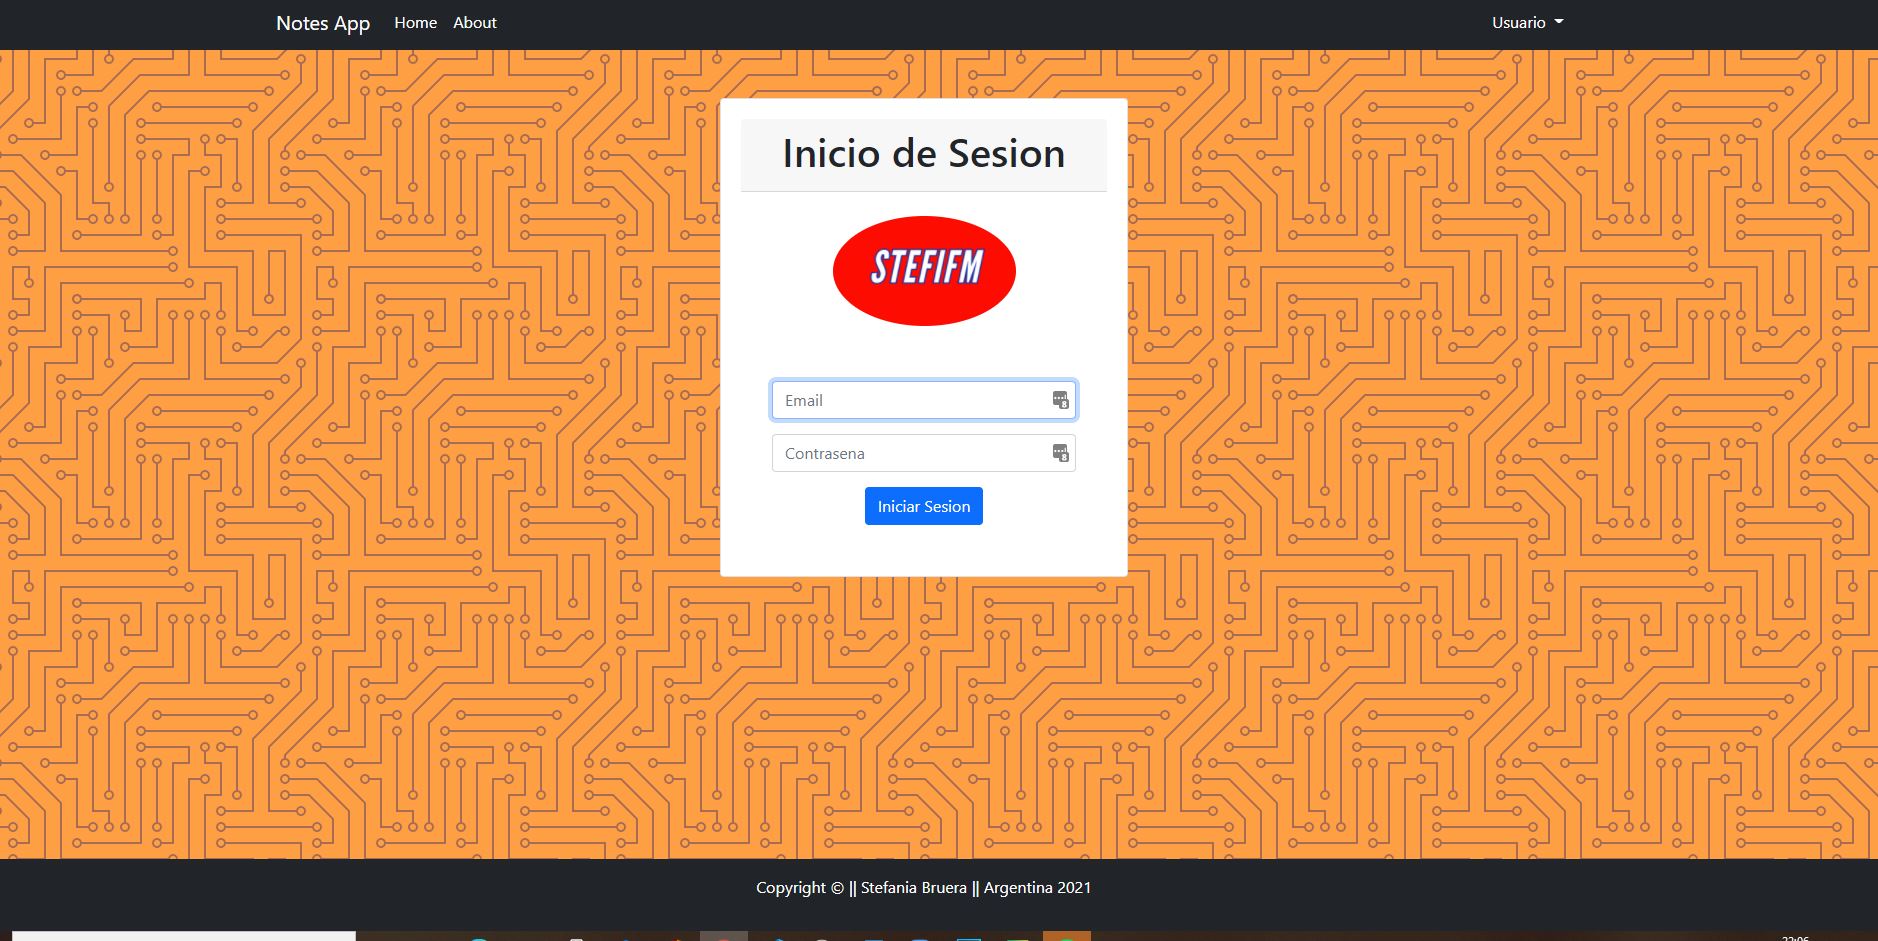 Notes App Home About Usuario
Inicio de Sesion
STEFIFM
Email
Contrasena
Iniciar Sesion
Copyright © || Stefania Bruera || Argentina 2021